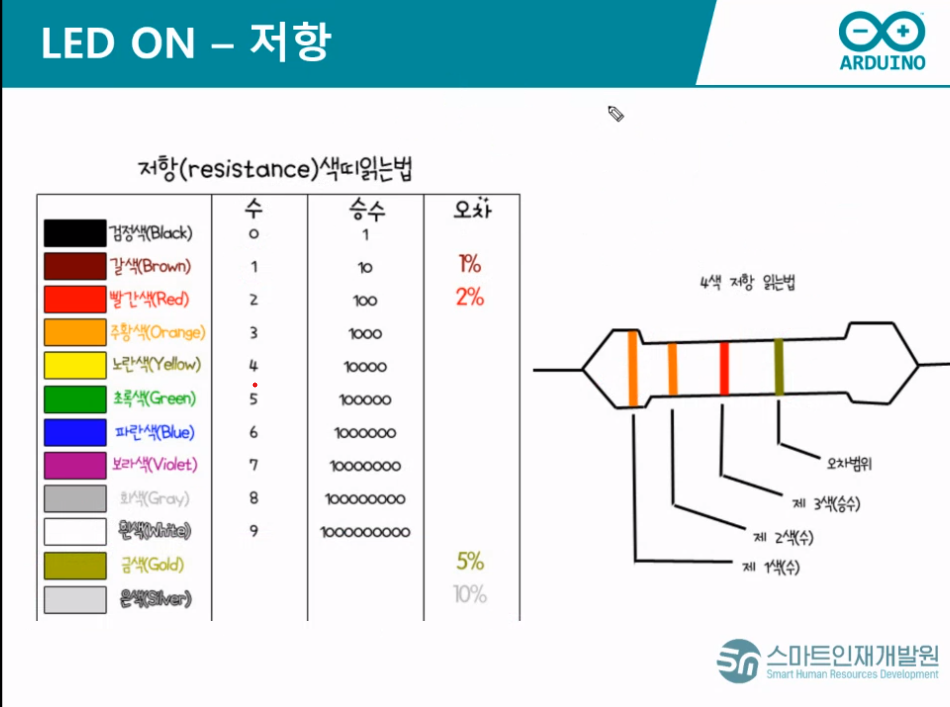 LED ON – 저항
ARDUINO
저항(resistance)색띠읽는법
수 승수 오차
검정색(Black) 0 1
갈색(Brown) 1 10 1%
빨간색(Red) 2 100 2%
주황색(Orange) 3 1000
노란색(Yellow) 4 10000
초록색(Green) 5 100000
파란색(Blue) 6 1000000
보라색(Violet) 7 10000000
회색(Gray) 8 100000000
흰색(White) 9 1000000000
금색(Gold) 5%
은색(Silver) 10%
4색 저항 읽는법
오차범위
제 3색(승수)
제 2색(수)
제 1색(수)
스마트인재개발원
Smart Human Resources Development